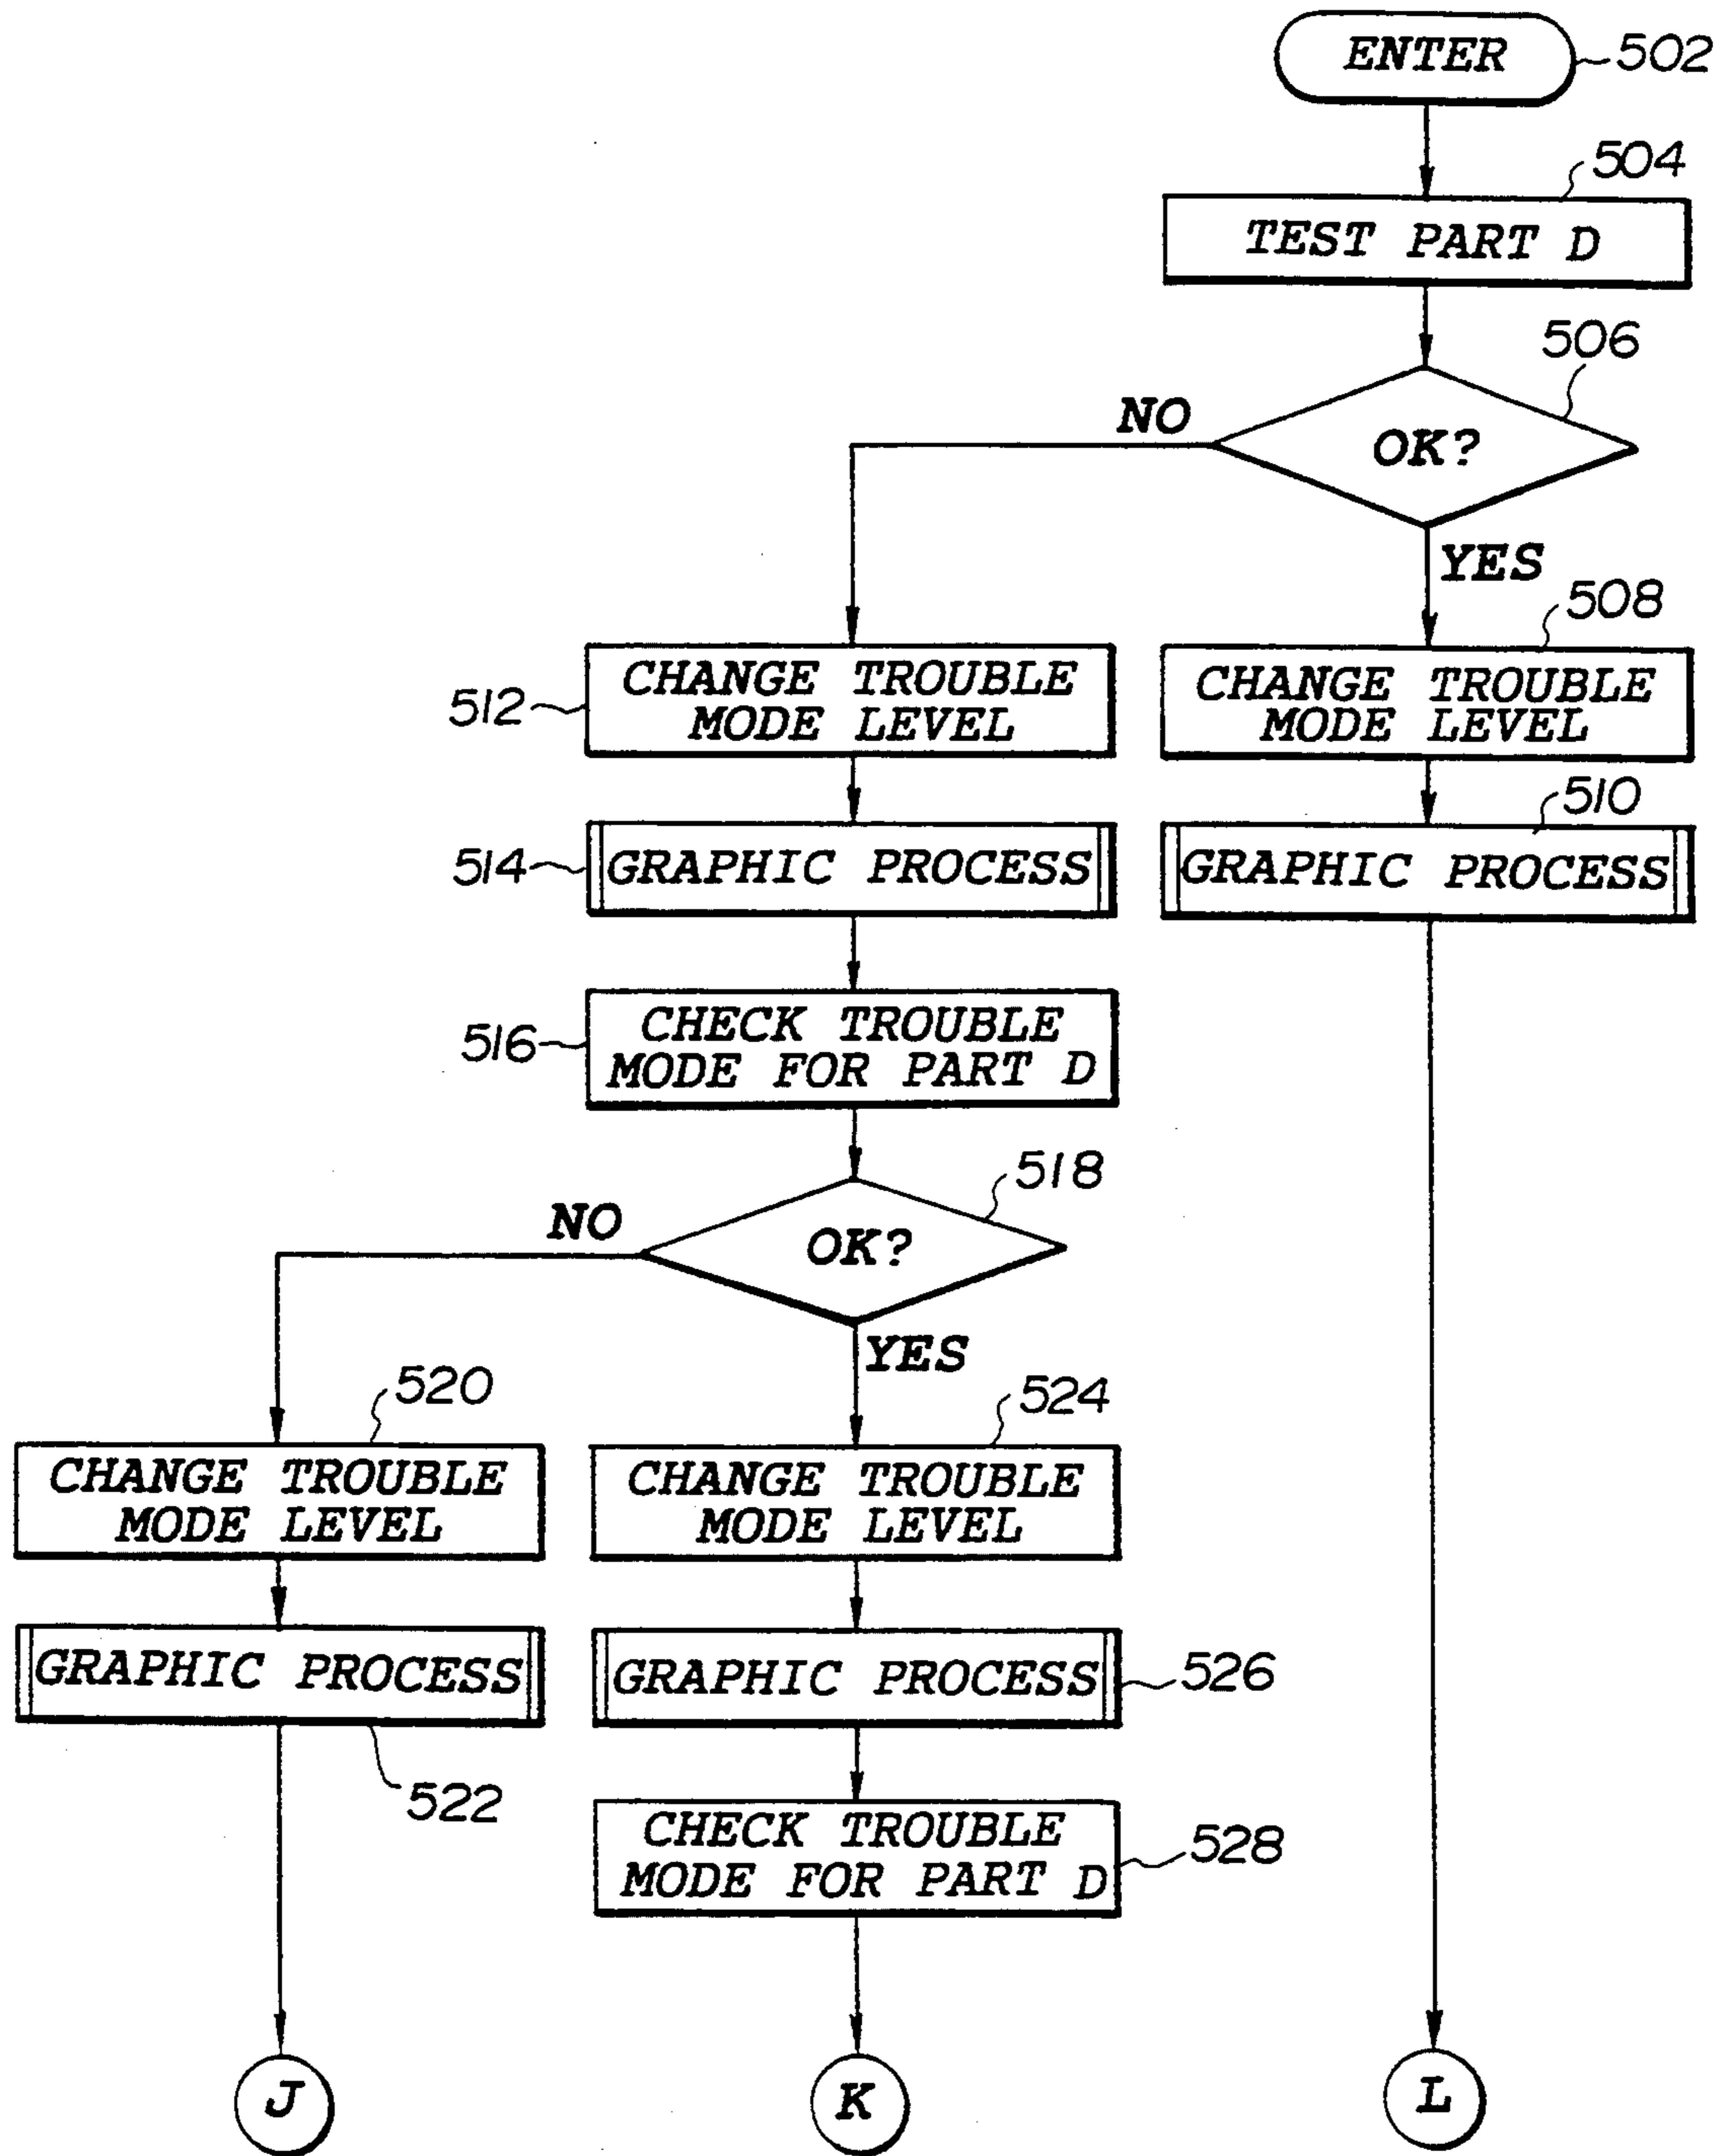 ENTER
502
504
TEST PART D
506
NO
OK?
YES
508
512
CHANGE TROUBLE
MODE LEVEL
CHANGE TROUBLE
MODE LEVEL
510
514
GRAPHIC PROCESS
GRAPHIC PROCESS
516
CHECK TROUBLE
MODE FOR PART D
518
NO
OK?
YES
520
524
CHANGE TROUBLE
MODE LEVEL
CHANGE TROUBLE
MODE LEVEL
GRAPHIC PROCESS
GRAPHIC PROCESS
526
522
CHECK TROUBLE
MODE FOR PART D
528
J
K
L